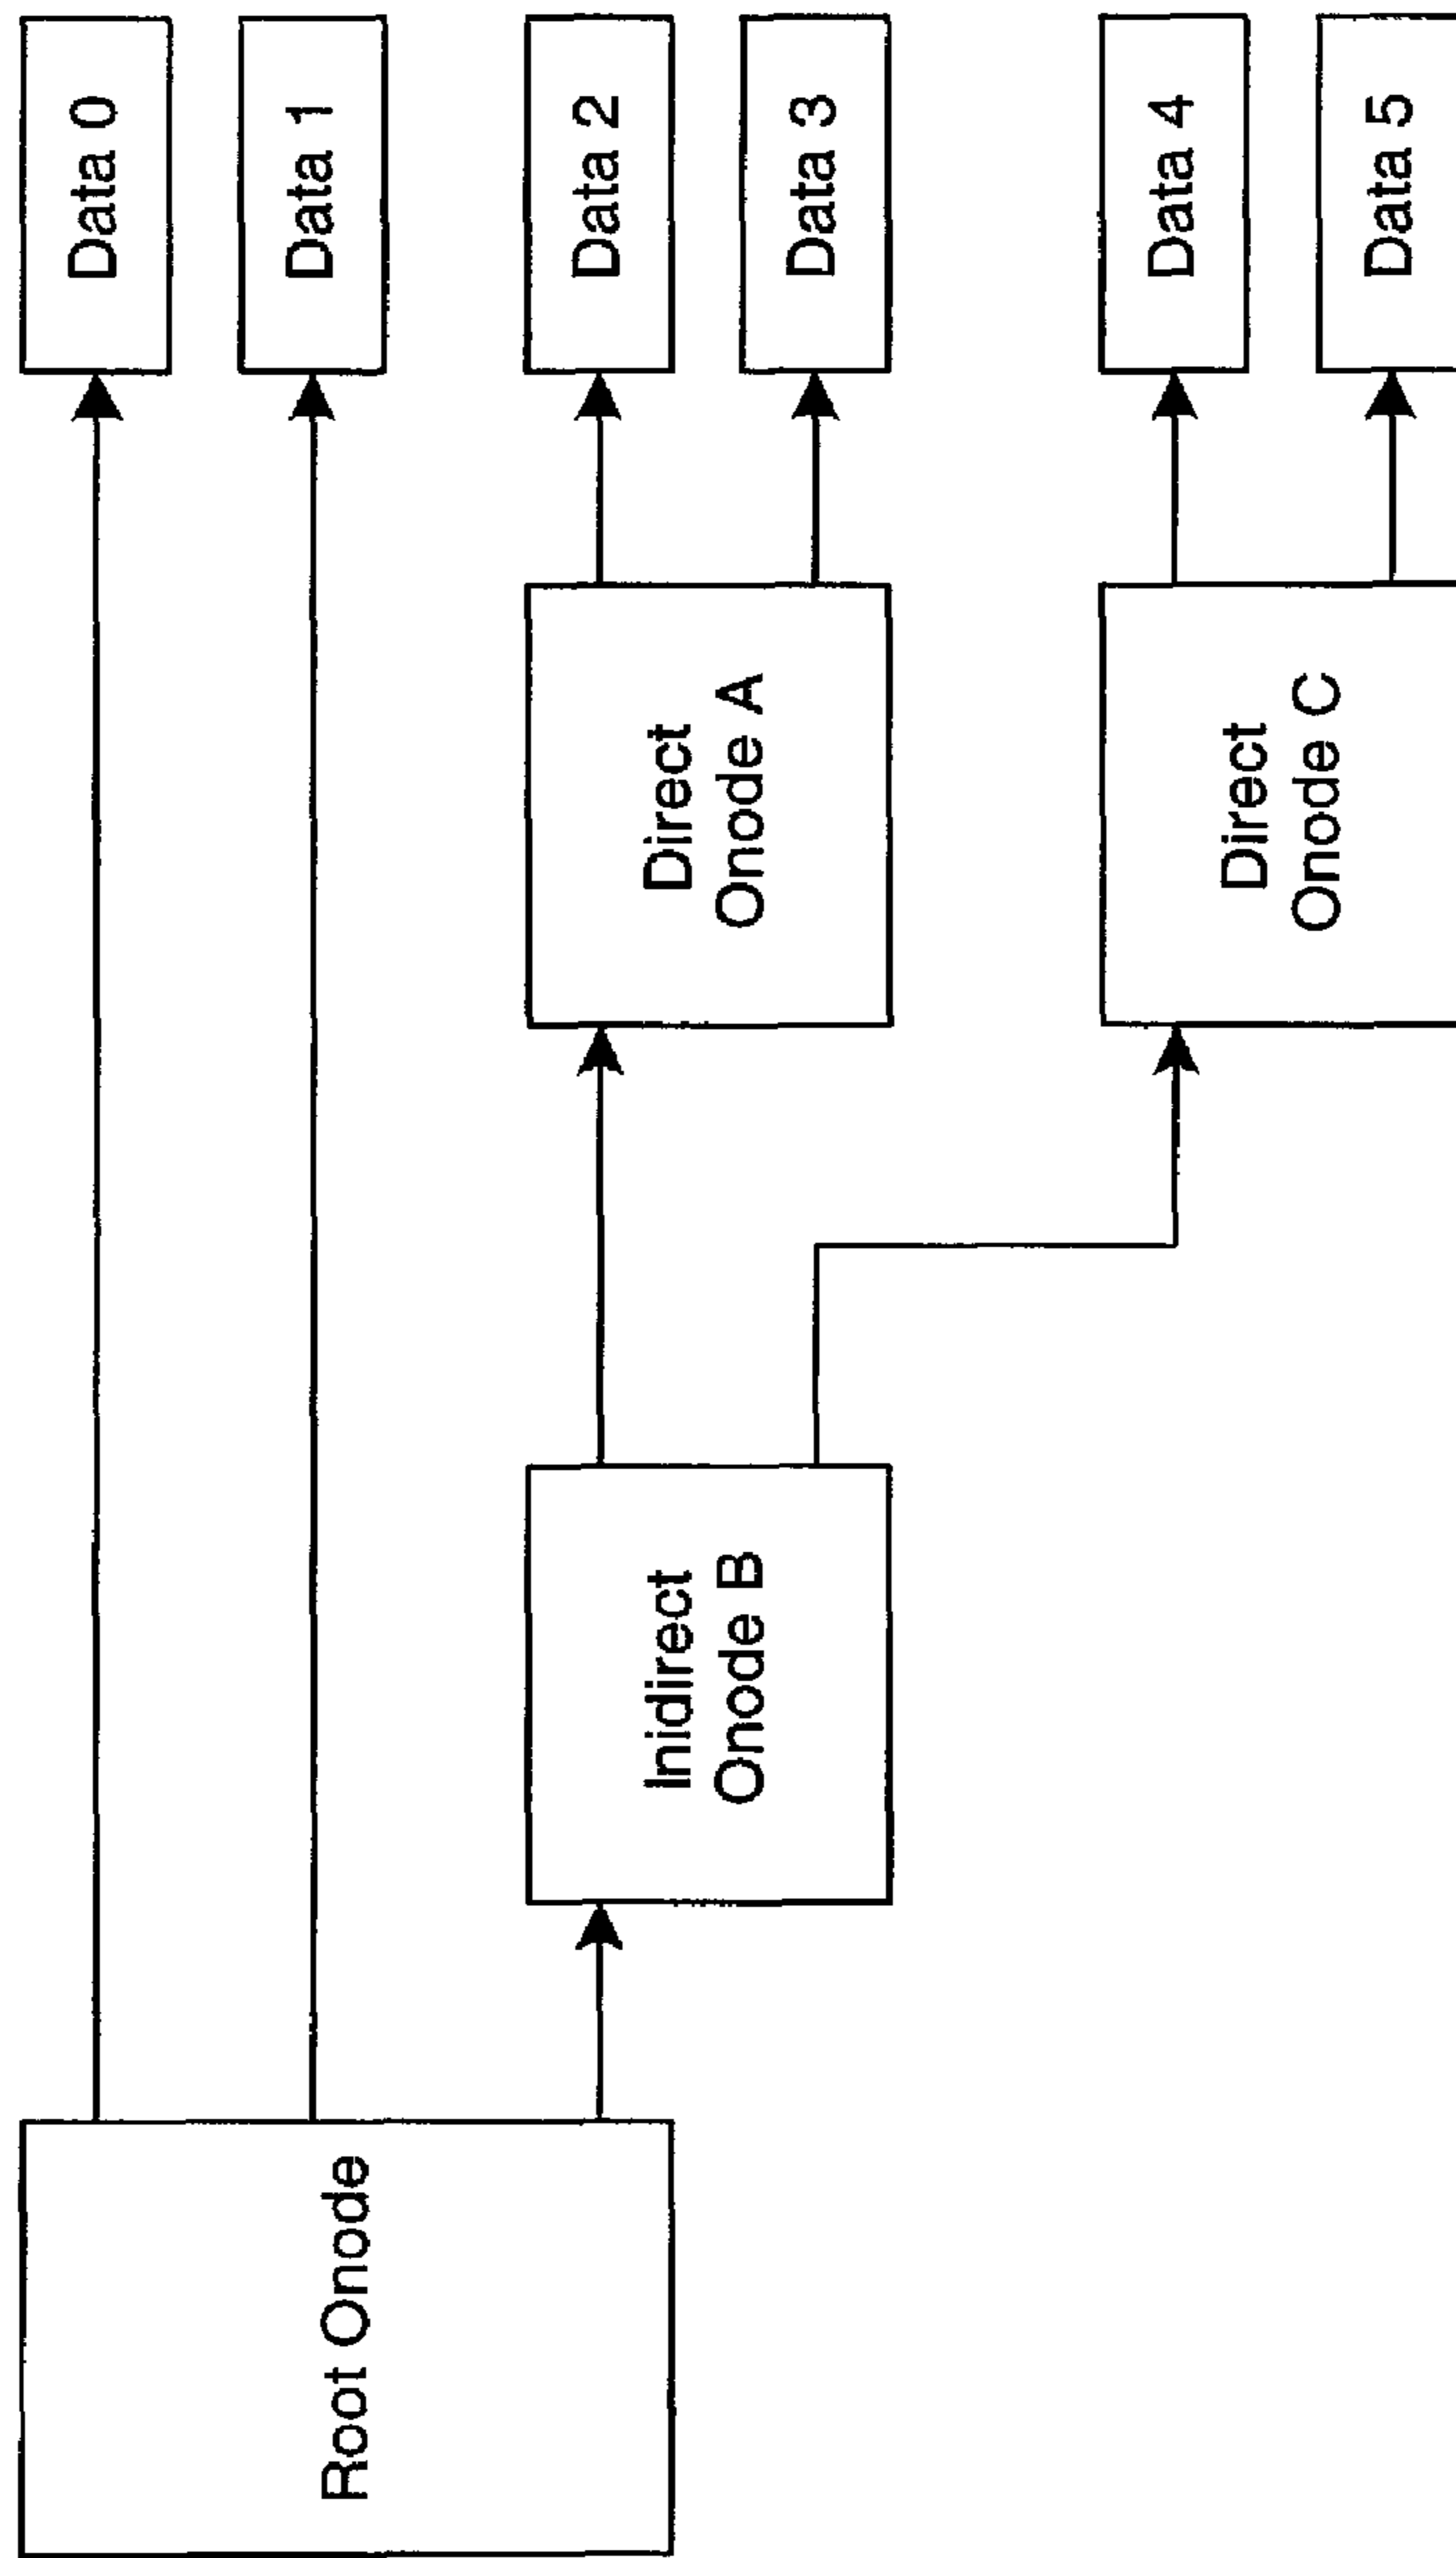 Data 0
Data 1
Data 2
Data 3
Data 4
Data 5
Direct
Onode A
Direct
Onode C
Inidirect
Onode B
Root Onode